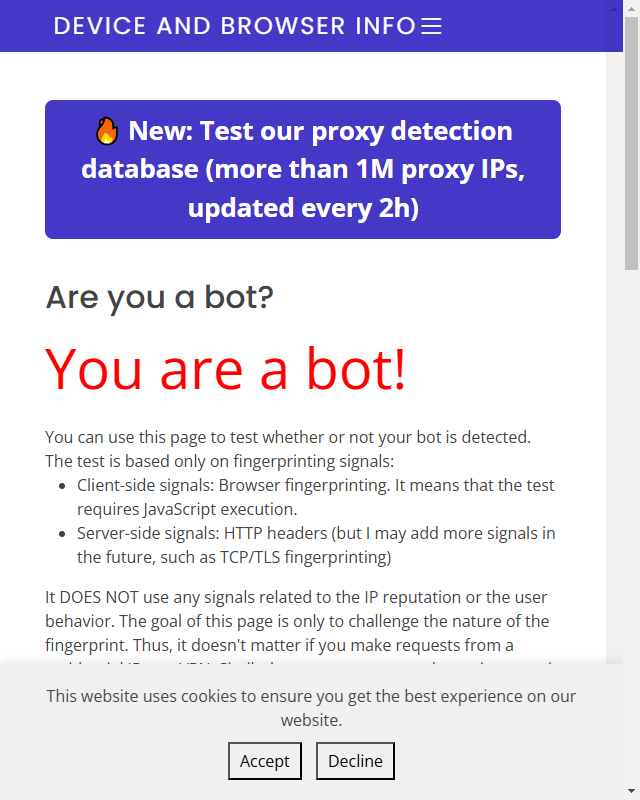 DEVICE AND BROWSER INFO
🔥 New: Test our proxy detection
database (more than 1M proxy IPs,
updated every 2h)
Are you a bot?
You are a bot!
You can use this page to test whether or not your bot is detected.
The test is based only on fingerprinting signals:
Client-side signals: Browser fingerprinting. It means that the test
requires JavaScript execution.
Server-side signals: HTTP headers (but I may add more signals in
the future, such as TCP/TLS fingerprinting)
It DOES NOT use any signals related to the IP reputation or the user
behavior. The goal of this page is only to challenge the nature of the
fingerprint. Thus, it doesn't matter if you make requests from a
This website uses cookies to ensure you get the best experience on our
website.
Accept Decline